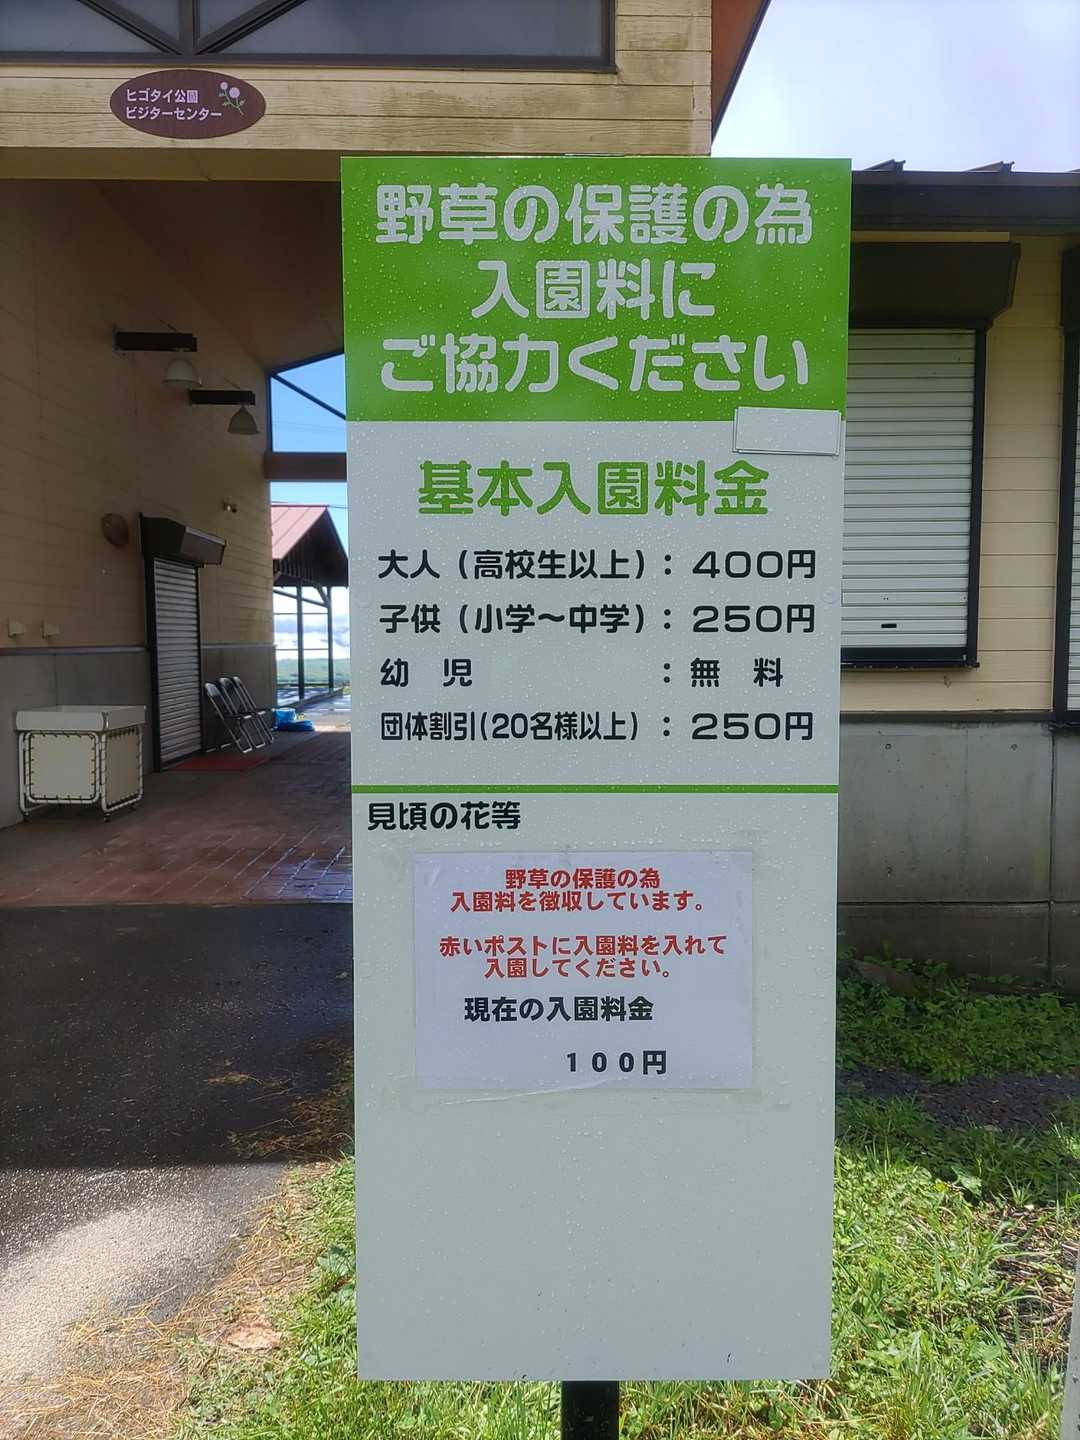 ヒゴタイ公園
ビジターセンター
野草の保護の為
入園料に
ご協力ください
基本入園料金
大人（高校生以上）：４００円
子供（小学～中学）：２５０円
幼　児　　　　　　：無　料
団体割引(20名様以上)：２５０円
見頃の花等
野草の保護の為
入園料を徴収しています。
赤いポストに入園料を入れて
入園してください。
現在の入園料金
１００円